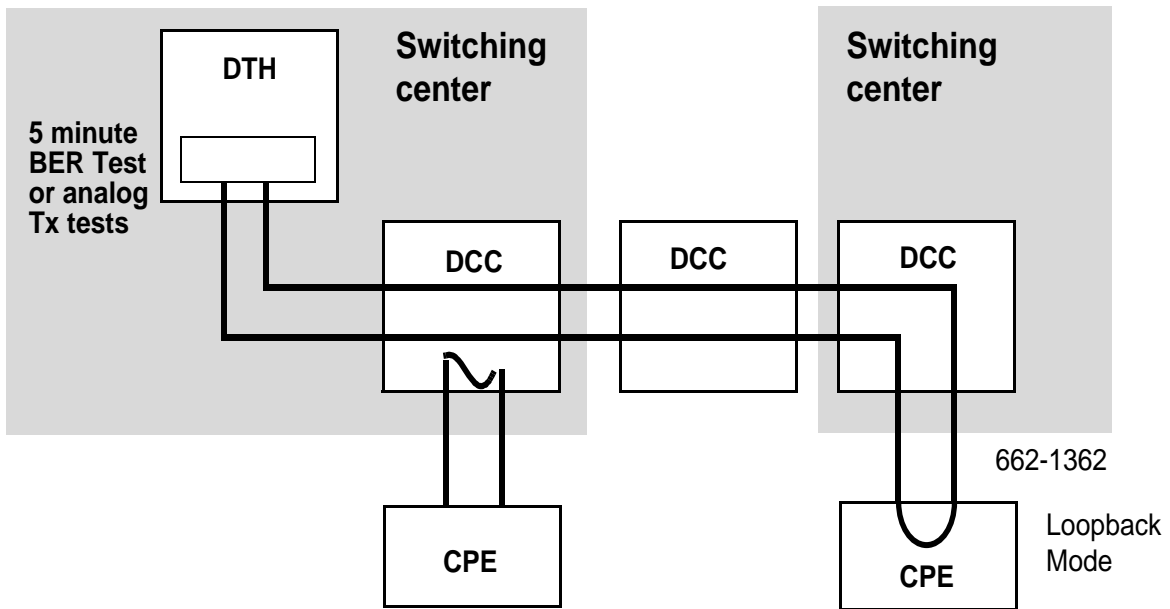 DTH
Switching
center
Switching
center
5 minute
BER Test
or analog
Tx tests
DCC
DCC
DCC
662-1362
CPE
CPE
Loopback
Mode